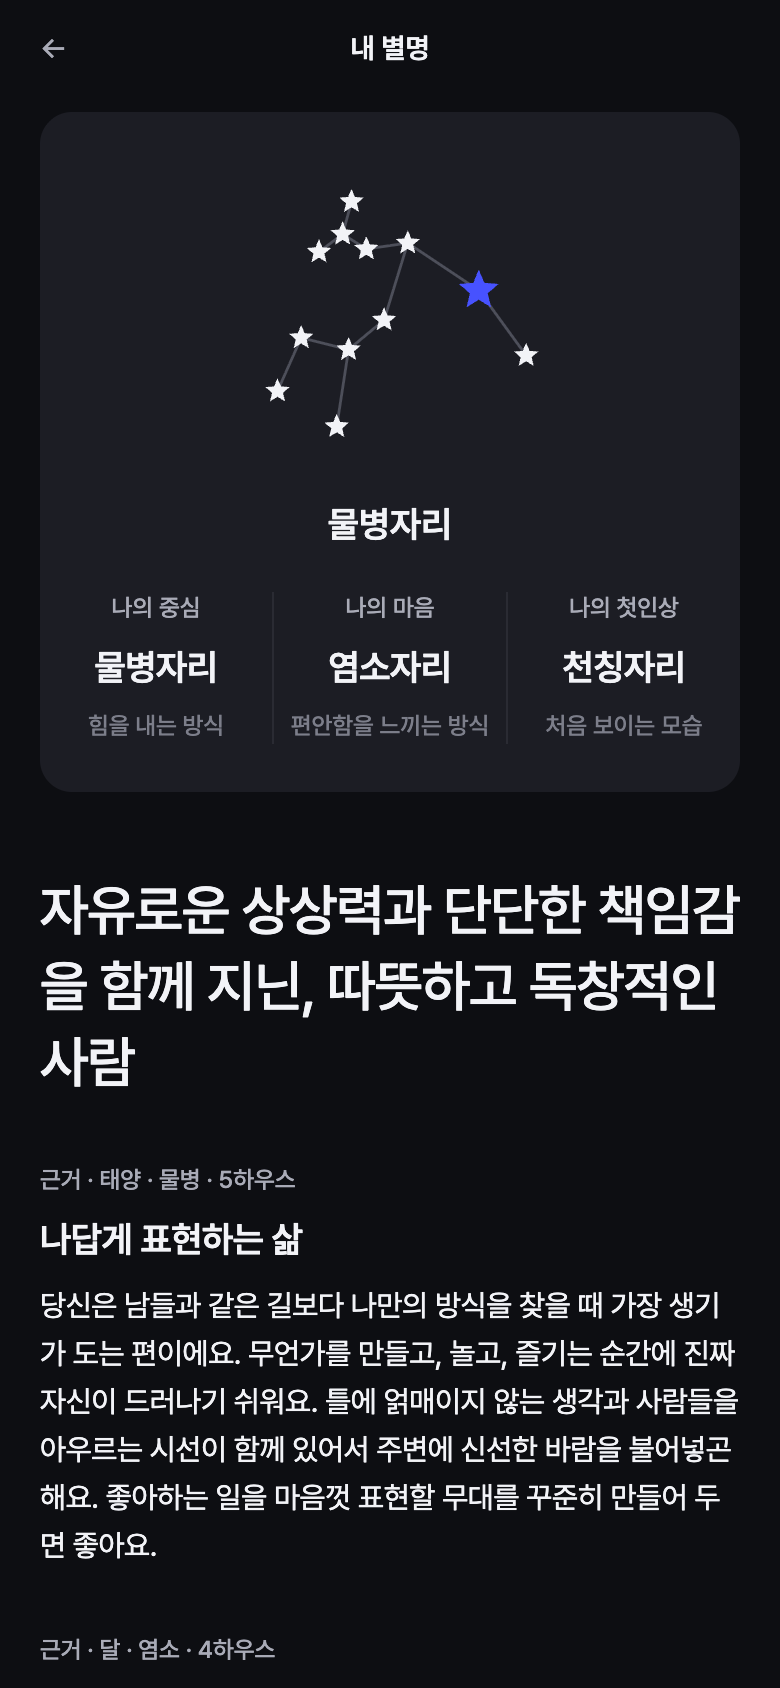 내 별명
물병자리
나의 중심
물병자리
힘을 내는 방식
나의 마음
염소자리
편안함을 느끼는 방식
나의 첫인상
천칭자리
처음 보이는 모습
자유로운 상상력과 단단한 책임감
을 함께 지닌, 따뜻하고 독창적인
사람
근거 · 태양 · 물병 · 5하우스
나답게 표현하는 삶
당신은 남들과 같은 길보다 나만의 방식을 찾을 때 가장 생기
가 도는 편이에요. 무언가를 만들고, 놀고, 즐기는 순간에 진짜
자신이 드러나기 쉬워요. 틀에 얽매이지 않는 생각과 사람들을
아우르는 시선이 함께 있어서 주변에 신선한 바람을 불어넣곤
해요. 좋아하는 일을 마음껏 표현할 무대를 꾸준히 만들어 두
면 좋아요.
근거 · 달 · 염소 · 4하우스